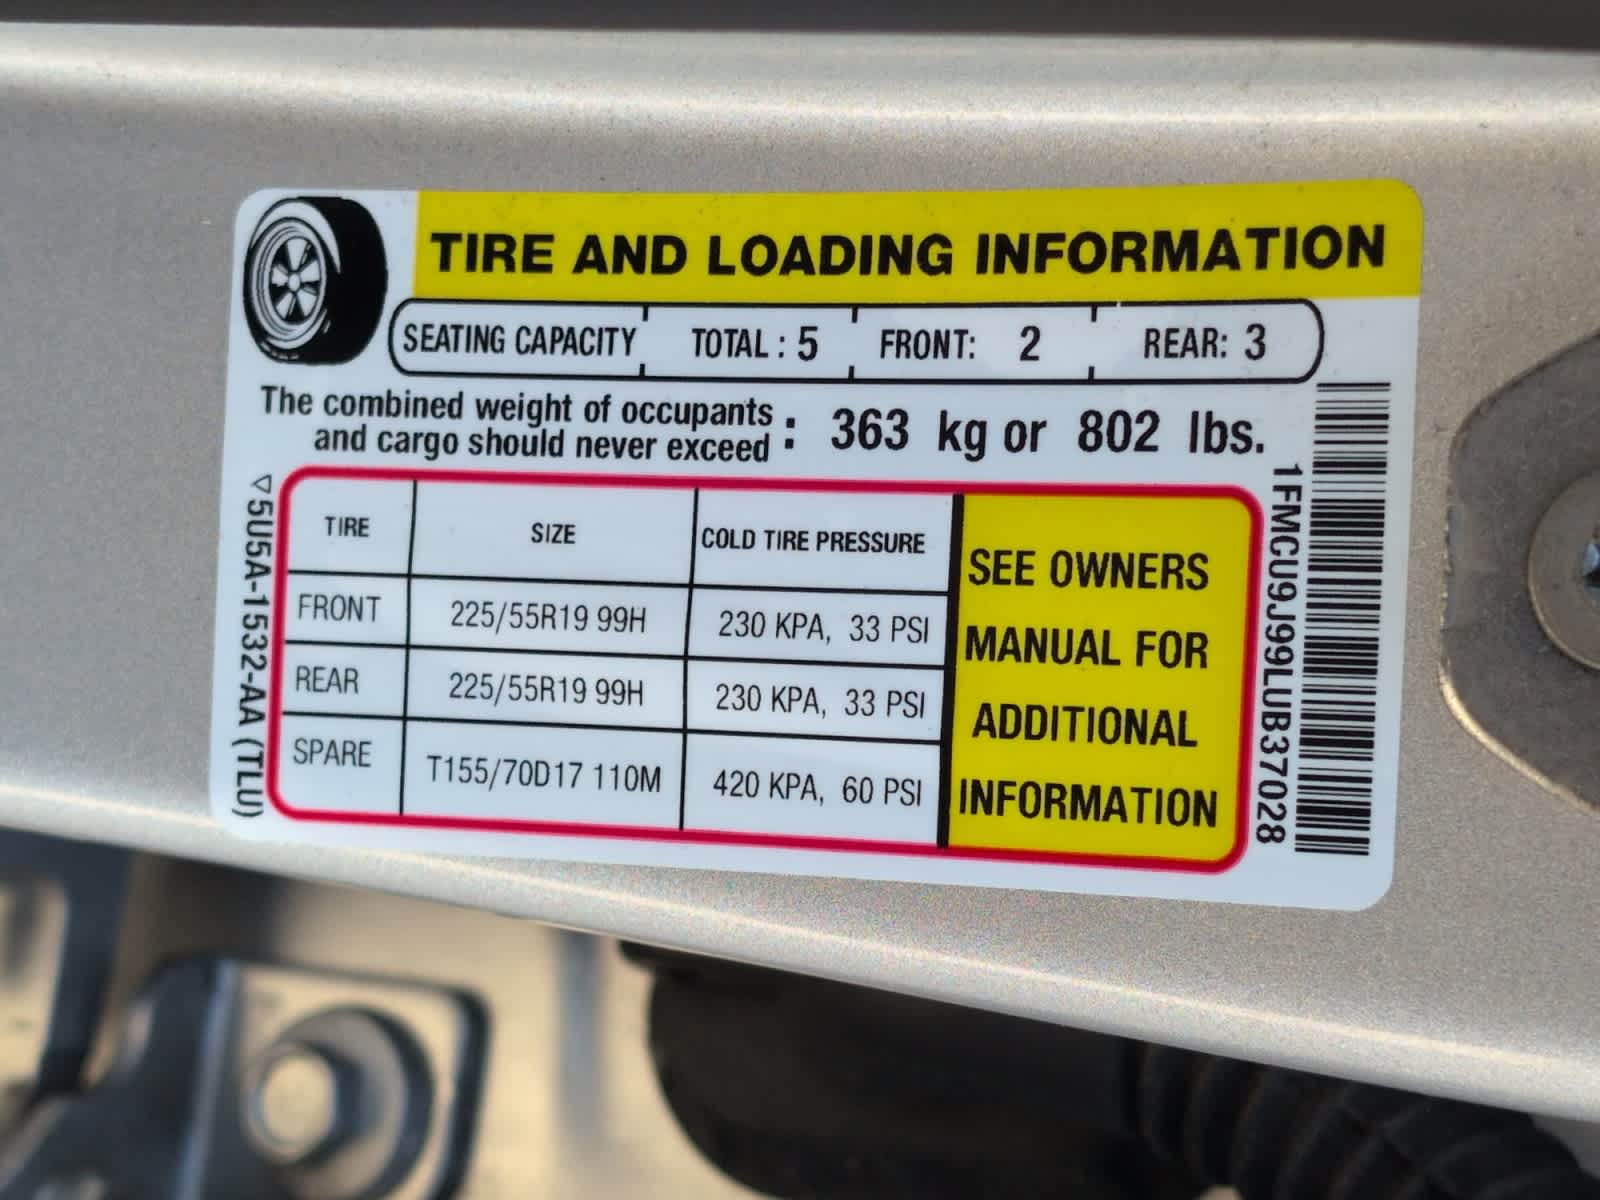 TIRE AND LOADING INFORMATION
SEATING CAPACITY TOTAL : 5 FRONT: 2 REAR: 3
The combined weight of occupants
and cargo should never exceed : 363 kg or 802 lbs.
TIRE SIZE COLD TIRE PRESSURE
FRONT 225/55R19 99H 230 KPA, 33 PSI
REAR 225/55R19 99H 230 KPA, 33 PSI
SPARE T155/70D17 110M 420 KPA, 60 PSI
SEE OWNERS
MANUAL FOR
ADDITIONAL
INFORMATION
▽5U5A-1532-AA (TLU)
1FMCU9J99LUB37028